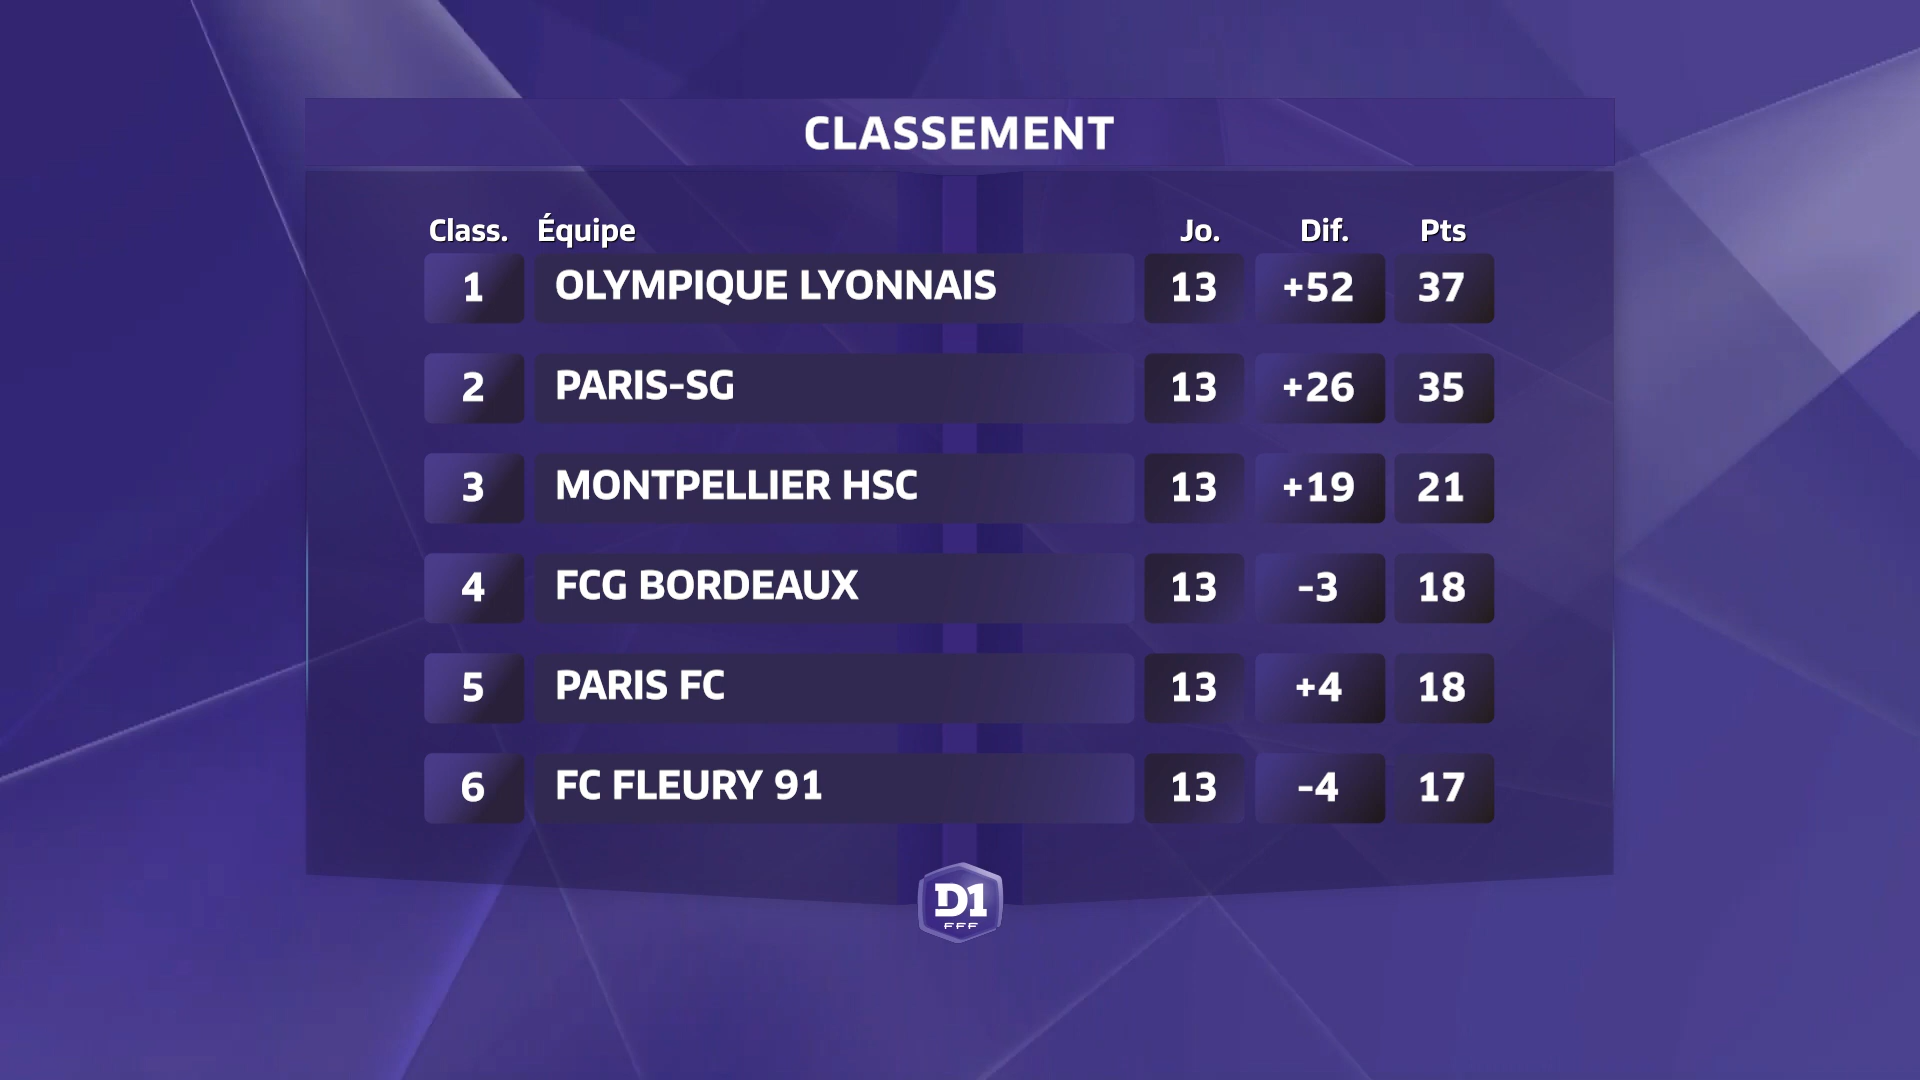 CLASSEMENT
Class. Équipe Jo. Dif. Pts
1 OLYMPIQUE LYONNAIS 13 +52 37
2 PARIS-SG 13 +26 35
3 MONTPELLIER HSC 13 +19 21
4 FCG BORDEAUX 13 -3 18
5 PARIS FC 13 +4 18
6 FC FLEURY 91 13 -4 17
D1
FFF